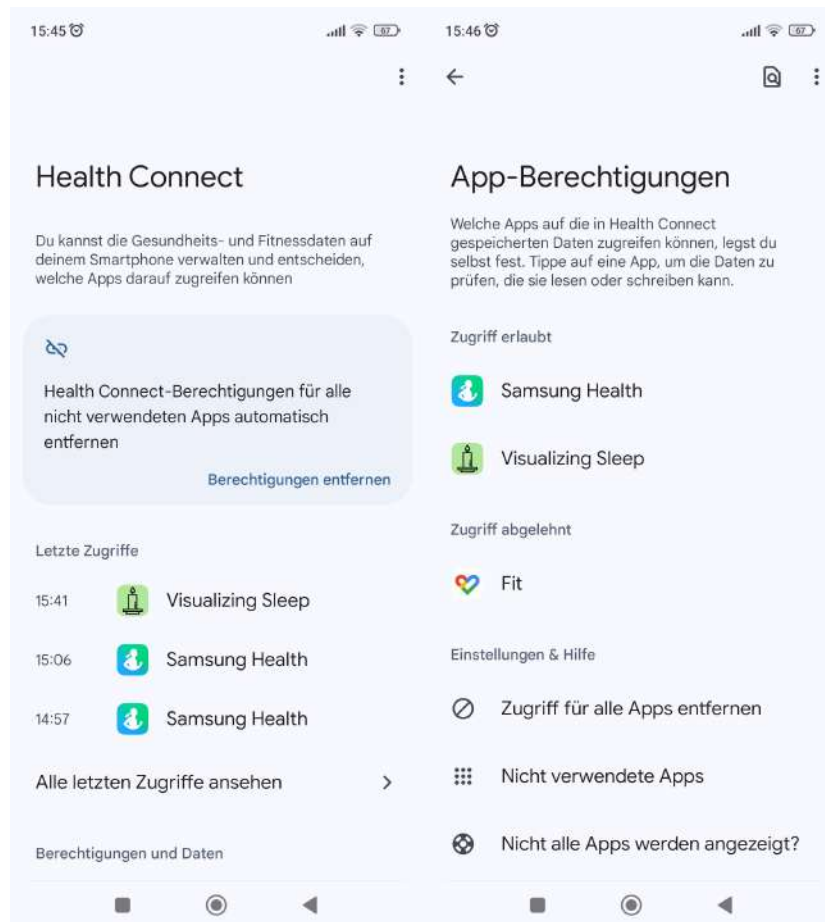 15:45
67
Health Connect
Du kannst die Gesundheits- und Fitnessdaten auf
deinem Smartphone verwalten und entscheiden,
welche Apps darauf zugreifen können
Health Connect-Berechtigungen für alle
nicht verwendeten Apps automatisch
entfernen
Berechtigungen entfernen
Letzte Zugriffe
15:41 Visualizing Sleep
15:06 Samsung Health
14:57 Samsung Health
Alle letzten Zugriffe ansehen
Berechtigungen und Daten
15:46
67
App-Berechtigungen
Welche Apps auf die in Health Connect
gespeicherten Daten zugreifen können, legst du
selbst fest. Tippe auf eine App, um die Daten zu
prüfen, die sie lesen oder schreiben kann.
Zugriff erlaubt
Samsung Health
Visualizing Sleep
Zugriff abgelehnt
Fit
Einstellungen & Hilfe
Zugriff für alle Apps entfernen
Nicht verwendete Apps
Nicht alle Apps werden angezeigt?